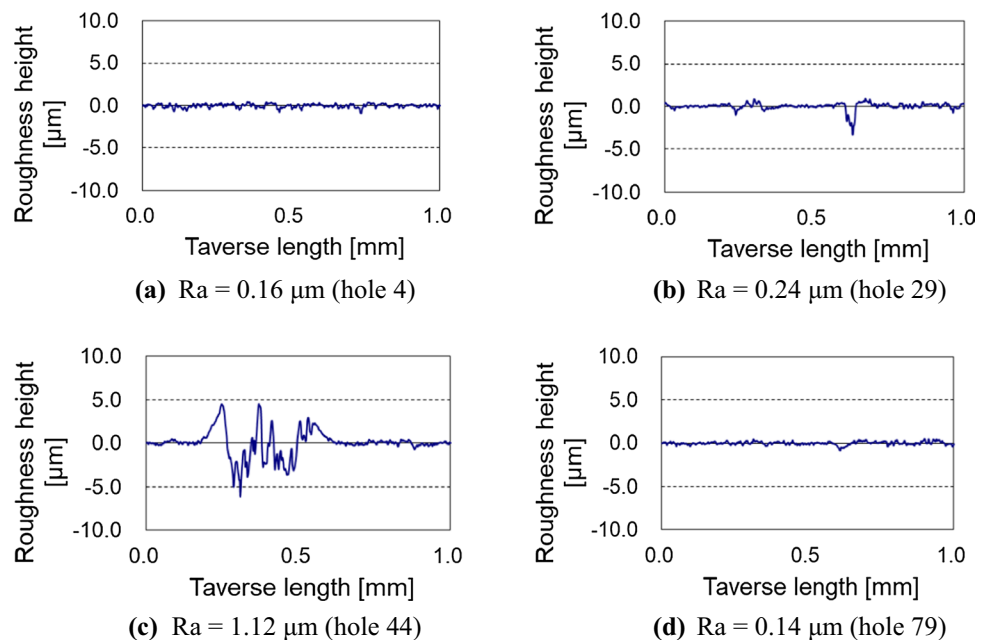 10.0
5.0
0.0
-5.0
-10.0
Roughness height
[μm]
0.0 0.5 1.0
Taverse length [mm]
(a) Ra = 0.16 μm (hole 4)
10.0
5.0
0.0
-5.0
-10.0
Roughness height
[μm]
0.0 0.5 1.0
Taverse length [mm]
(b) Ra = 0.24 μm (hole 29)
10.0
5.0
0.0
-5.0
-10.0
Roughness height
[μm]
0.0 0.5 1.0
Taverse length [mm]
(c) Ra = 1.12 μm (hole 44)
10.0
5.0
0.0
-5.0
-10.0
Roughness height
[μm]
0.0 0.5 1.0
Taverse length [mm]
(d) Ra = 0.14 μm (hole 79)